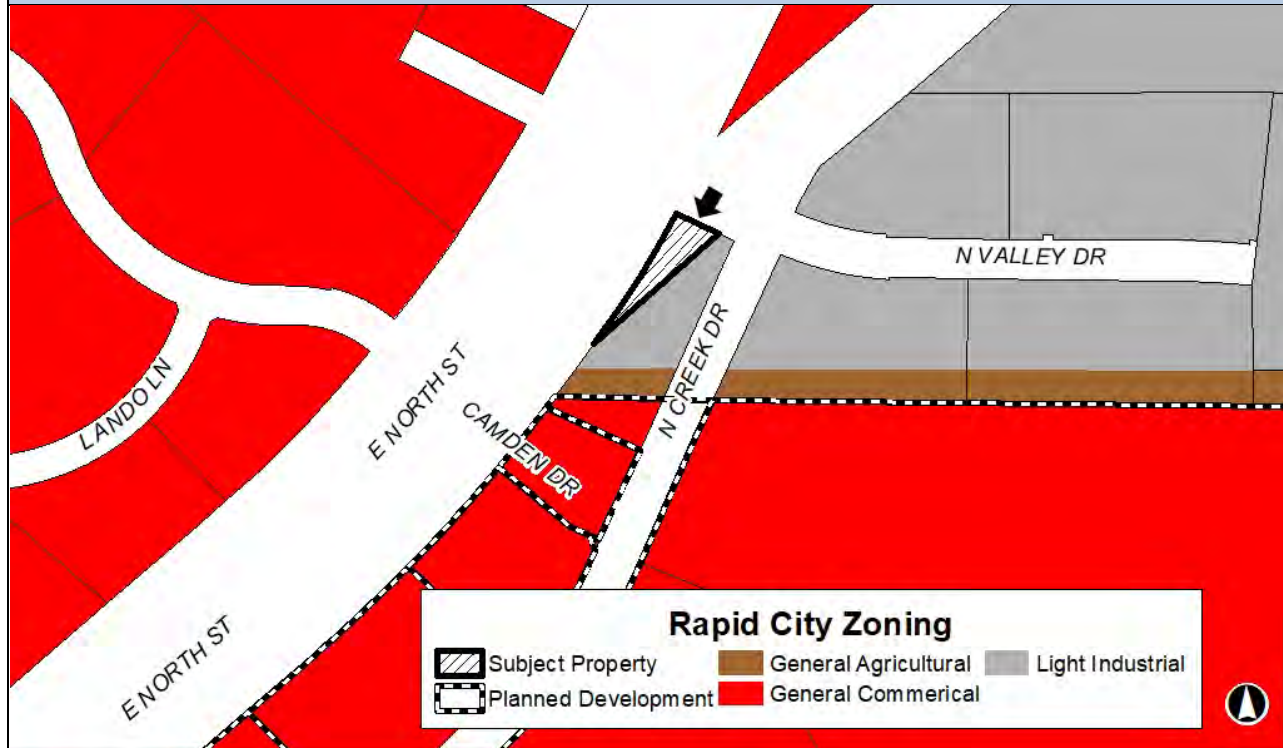 N VALLEY DR
N CREEK DR
LANDO LN
E NORTH ST
CAMDEN DR
E NORTH ST
Rapid City Zoning
Subject Property
General Agricultural
Light Industrial
Planned Development
General Commerical